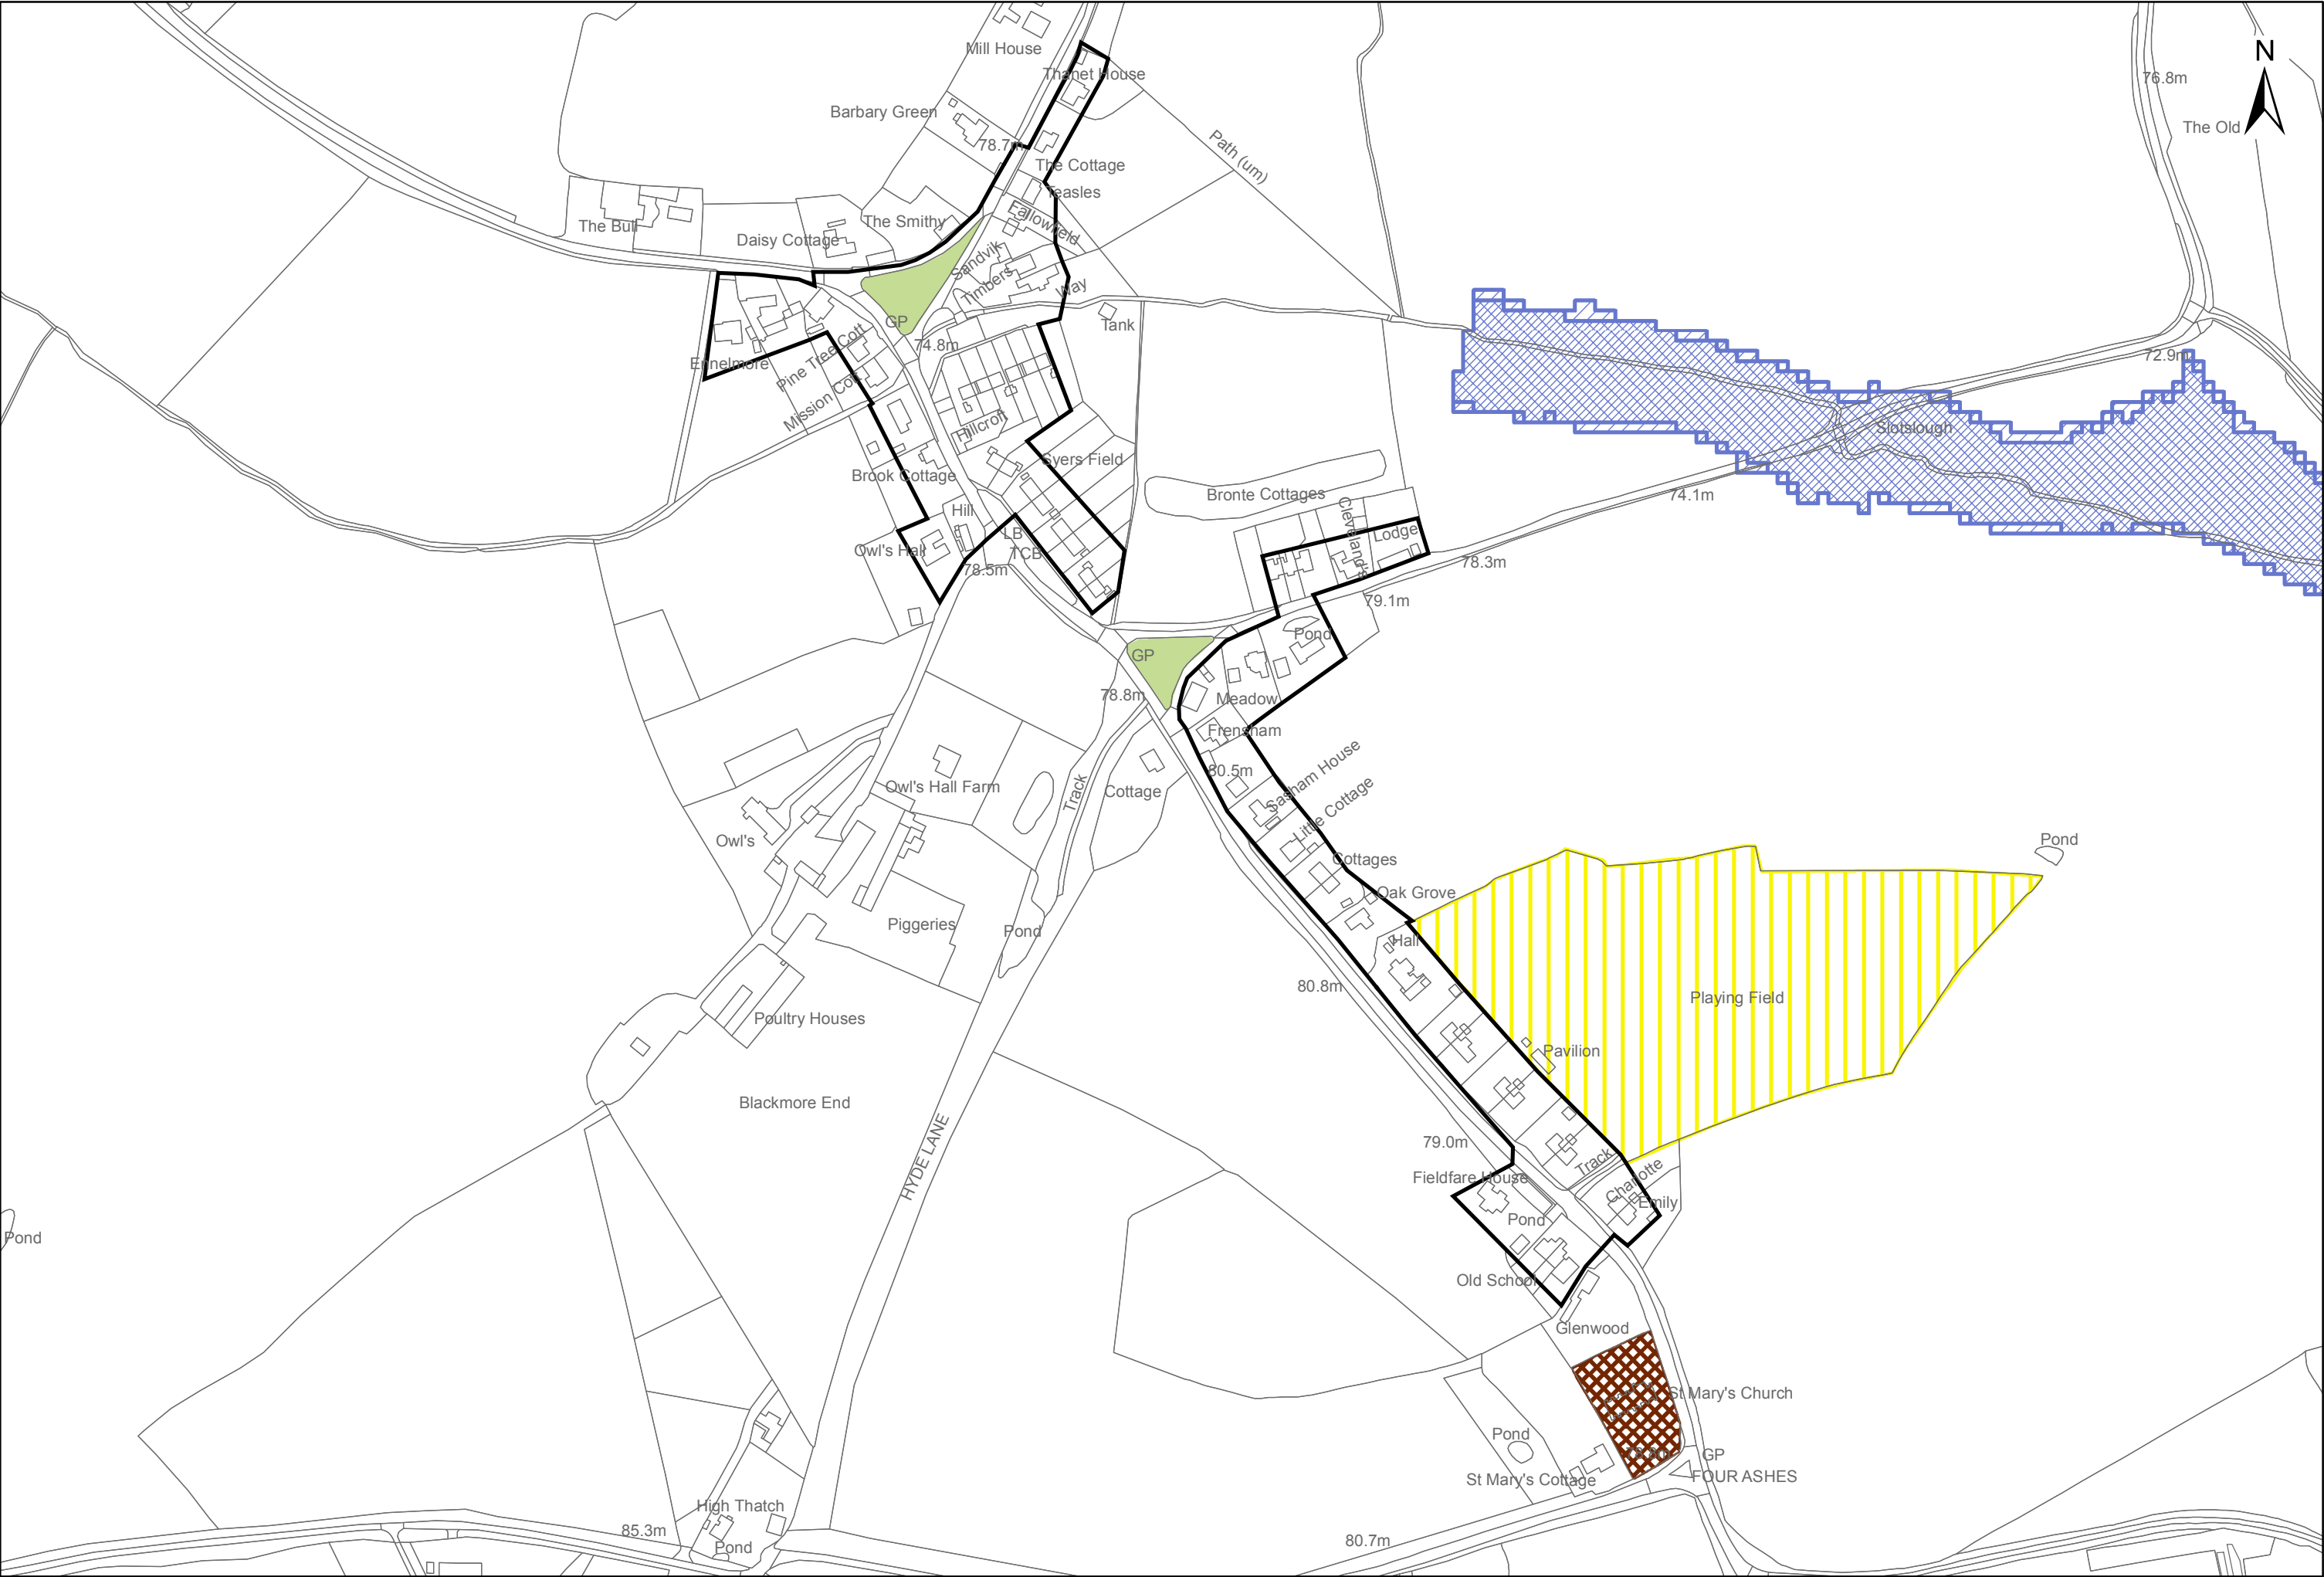 Mill House
N
Thanet House
76.8m
Barbary Green
The Old
78.7m
Path (um)
The Cottage
Teasles
The Smithy
Fallowfield
The Bull
Daisy Cottage
Sandvik
Timbers
Way
GP
Tank
74.8m
72.9m
Ennelmore
Pine Tree Cott
Mission Cott
Hillcroft
Slotslough
Syers Field
Brook Cottage
Bronte Cottages
74.1m
Hill
Cleveland's
Lodge
LB
Owl's Hall
TCB
78.5m
78.3m
79.1m
Pond
GP
78.8m
Meadow
Frensham
80.5m
Sasham House
Owl's Hall Farm
Track
Cottage
Little Cottage
Owl's
Pond
Cottages
Oak Grove
Piggeries
Pond
Hall
80.8m
Playing Field
Poultry Houses
Pavilion
Blackmore End
79.0m
HYDE LANE
Track
Fieldfare House
Charlotte
Emily
Pond
Pond
Old School
Glenwood
St Mary's Church
Pond
GP
St Mary's Cottage
FOUR ASHES
High Thatch
85.3m
80.7m
Pond